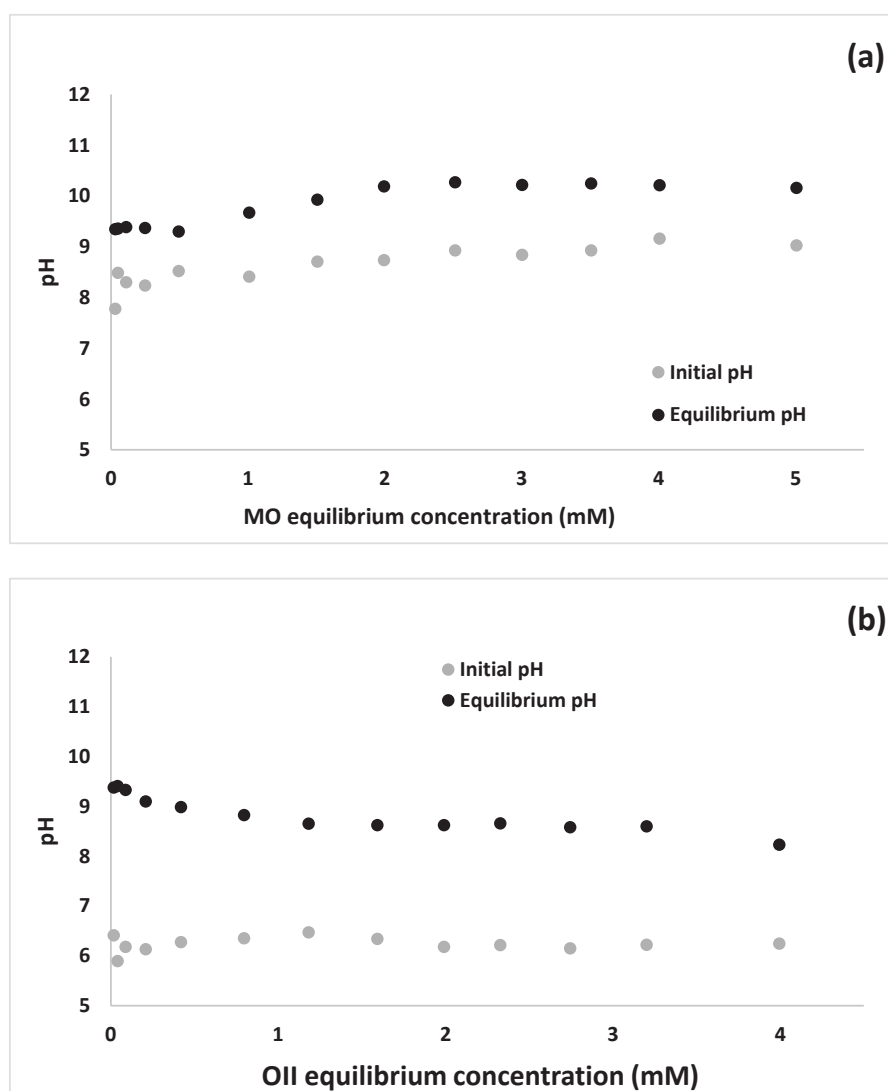 (a)
12
11
10
9
8
7
6
5
pH
Initial pH
Equilibrium pH
0 1 2 3 4 5
MO equilibrium concentration (mM)
(b)
12
11
10
9
8
7
6
5
pH
Initial pH
Equilibrium pH
0 1 2 3 4
OII equilibrium concentration (mM)